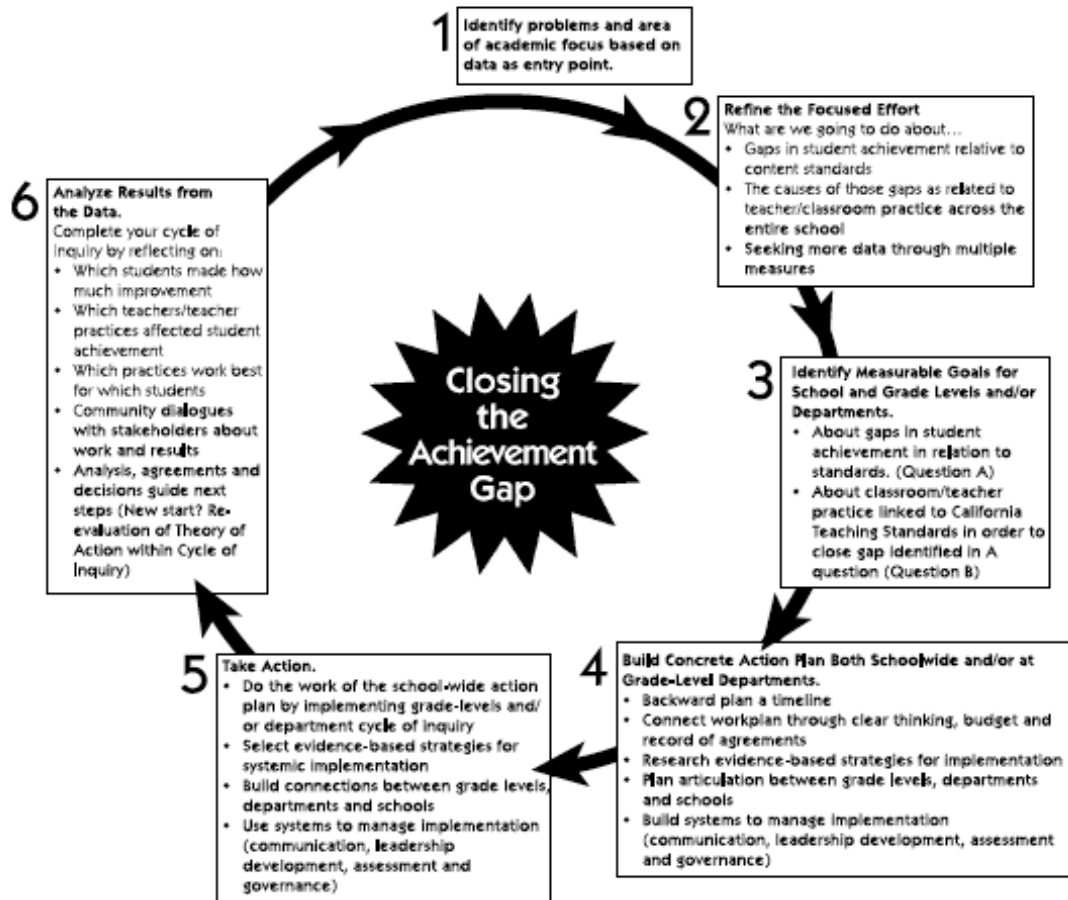 1
Identify problems and area
of academic focus based on
data as entry point.
2
Refine the Focused Effort
What are we going to do about...
• Gaps in student achievement relative to
content standards
• The causes of those gaps as related to
teacher/classroom practice across the
entire school
• Seeking more data through multiple
measures
3
Identify Measurable Goals for
School and Grade Levels and/or
Departments.
• About gaps in student
achievement in relation to
standards. (Question A)
• About classroom/teacher
practice linked to California
Teaching Standards in order to
close gap identified in A
question (Question B)
4
Build Concrete Action Plan Both Schoolwide and/or at
Grade-Level Departments.
• Backward plan a timeline
• Connect workplan through clear thinking, budget and
record of agreements
• Research evidence-based strategies for implementation
• Plan articulation between grade levels, departments
and schools
• Build systems to manage implementation
(communication, leadership development, assessment
and governance)
5
Take Action.
• Do the work of the school-wide action
plan by implementing grade-levels and/
or department cycle of inquiry
• Select evidence-based strategies for
systemic implementation
• Build connections between grade levels,
departments and schools
• Use systems to manage implementation
(communication, leadership
development, assessment and
governance)
6
Analyze Results from
the Data.
Complete your cycle of
inquiry by reflecting on:
• Which students made how
much improvement
• Which teachers/teacher
practices affected student
achievement
• Which practices work best
for which students
• Community dialogues
with stakeholders about
work and results
• Analysis, agreements and
decisions guide next
steps (New start? Re-
evaluation of Theory of
Action within Cycle of
Inquiry)
Closing
the
Achievement
Gap